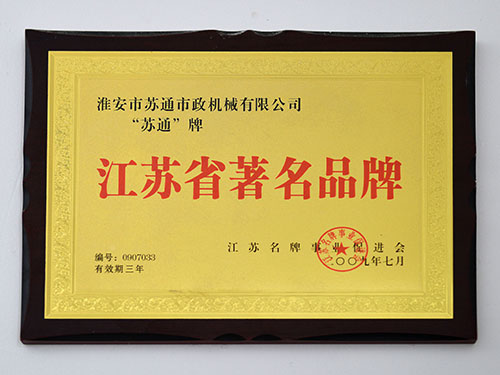 淮安市苏通市政机械有限公司
“苏通”牌
江苏省著名品牌
江苏名牌事业促进会
二〇〇九年七月
编号：0907033
有效期三年